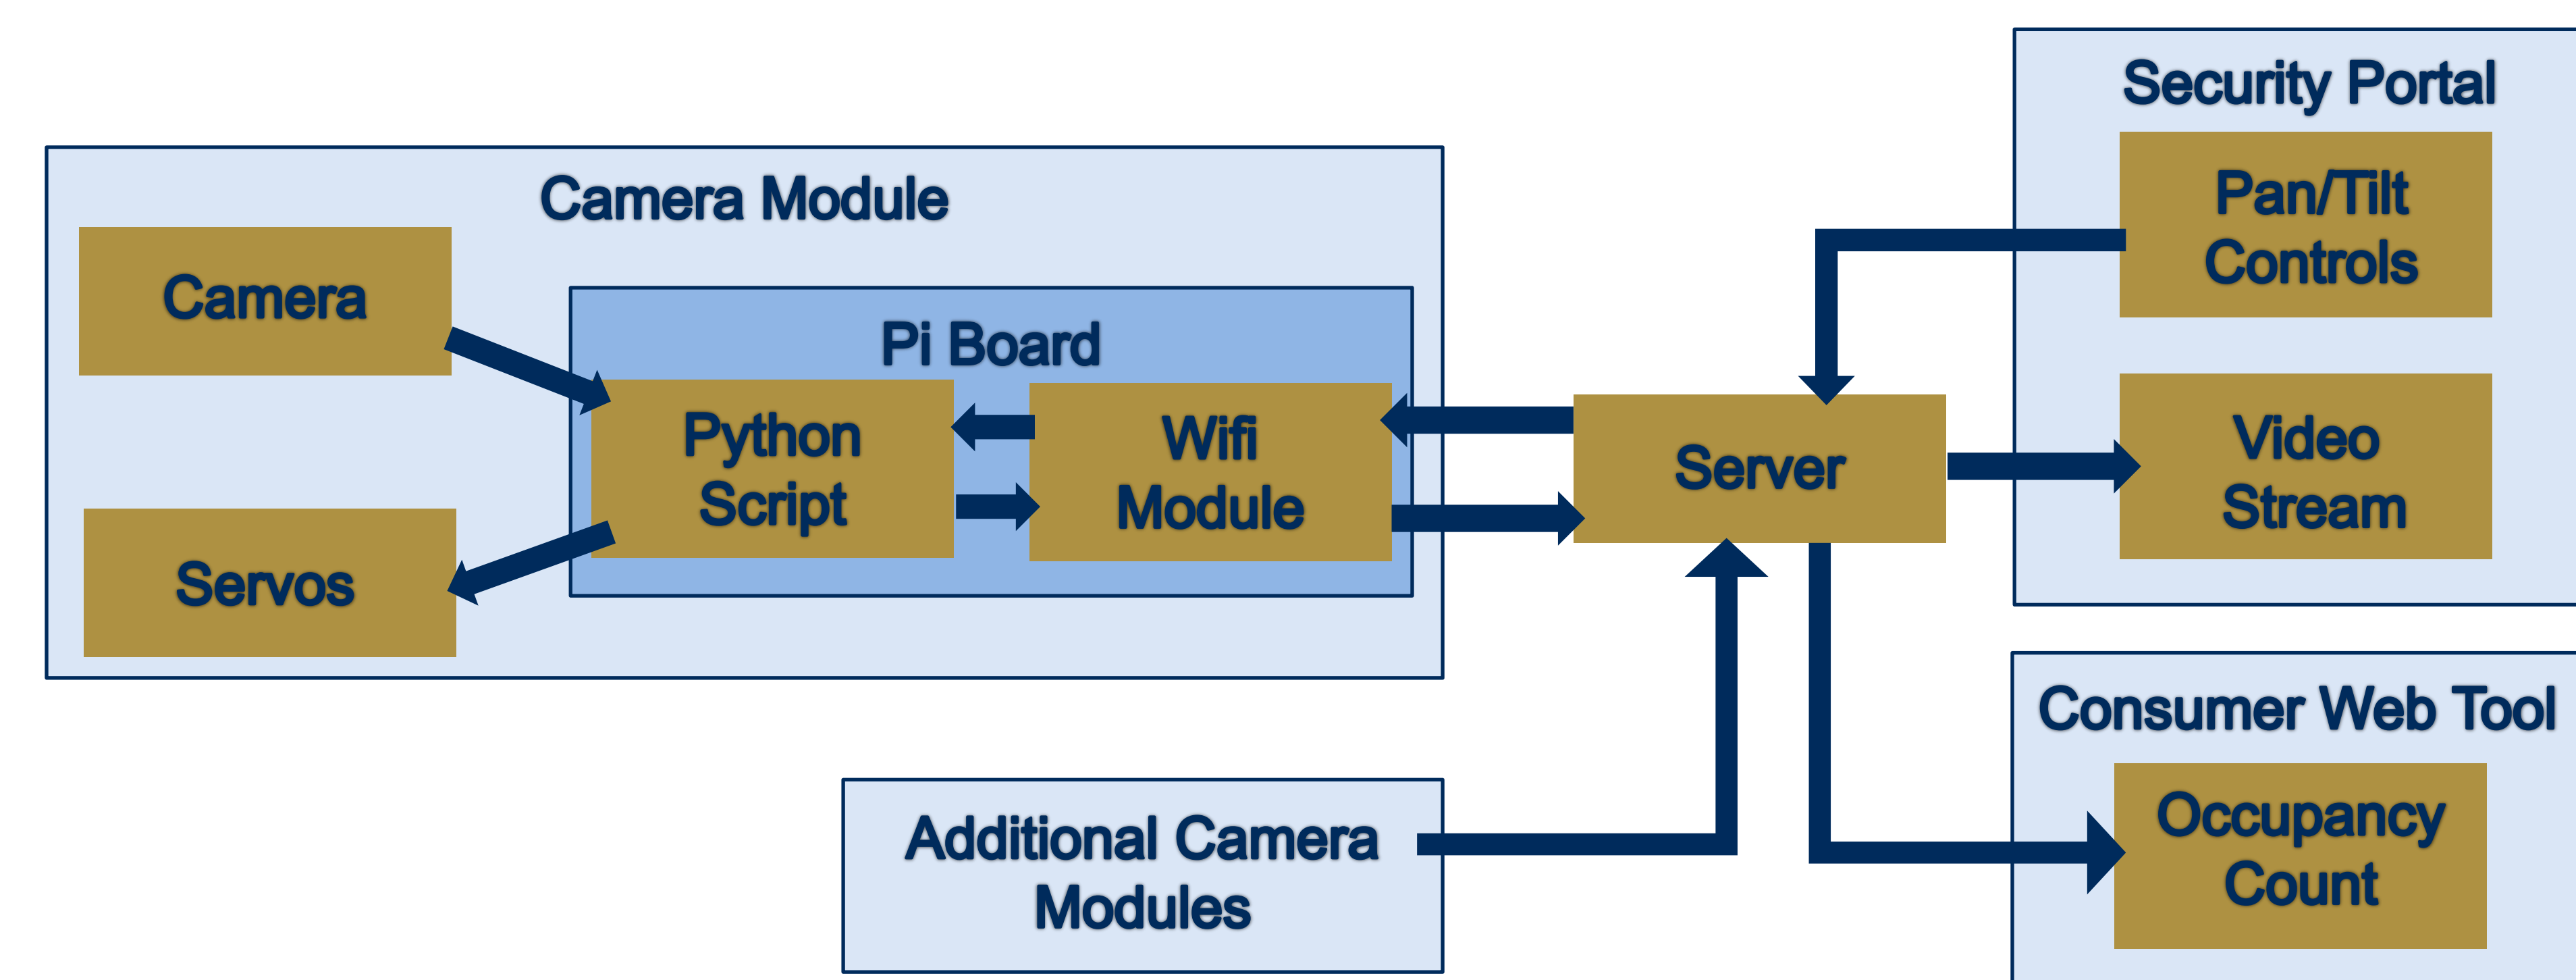 Security Portal
Pan/Tilt
Controls
Video
Stream
Camera Module
Camera
Pi Board
Python
Script
Wifi
Module
Server
Servos
Consumer Web Tool
Occupancy
Count
Additional Camera
Modules